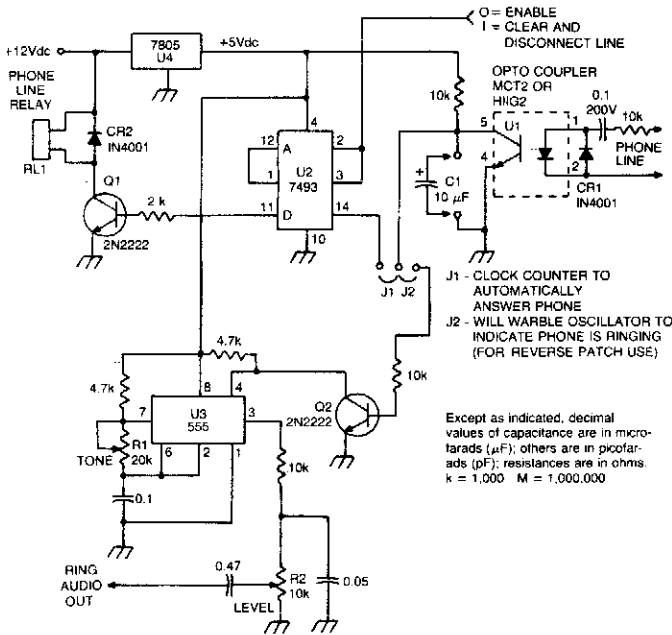 O = ENABLE
I = CLEAR AND
DISCONNECT LINE
+12Vdc
7805
U4
+5Vdc
PHONE
LINE
RELAY
RL1
CR2
IN4001
Q1
2N2222
2 k
12
A
1
11
D
4
U2
7493
2
3
14
10
10k
OPTO COUPLER
MCT2 OR
HNG2
5
U1
4
1
2
0.1
200V
10k
PHONE
LINE
CR1
IN4001
+
C1
10 µF
J1
J2
J1 - CLOCK COUNTER TO
AUTOMATICALLY
ANSWER PHONE
J2 - WILL WARBLE OSCILLATOR TO
INDICATE PHONE IS RINGING
(FOR REVERSE PATCH USE)
4.7k
4.7k
8
4
7
U3
555
3
6
2
1
R1
20k
TONE
0.1
Q2
2N2222
10k
10k
Except as indicated, decimal
values of capacitance are in micro-
farads (µF); others are in picofar-
ads (pF); resistances are in ohms.
k = 1,000 M = 1,000,000
RING
AUDIO
OUT
0.47
LEVEL
R2
10k
0.05